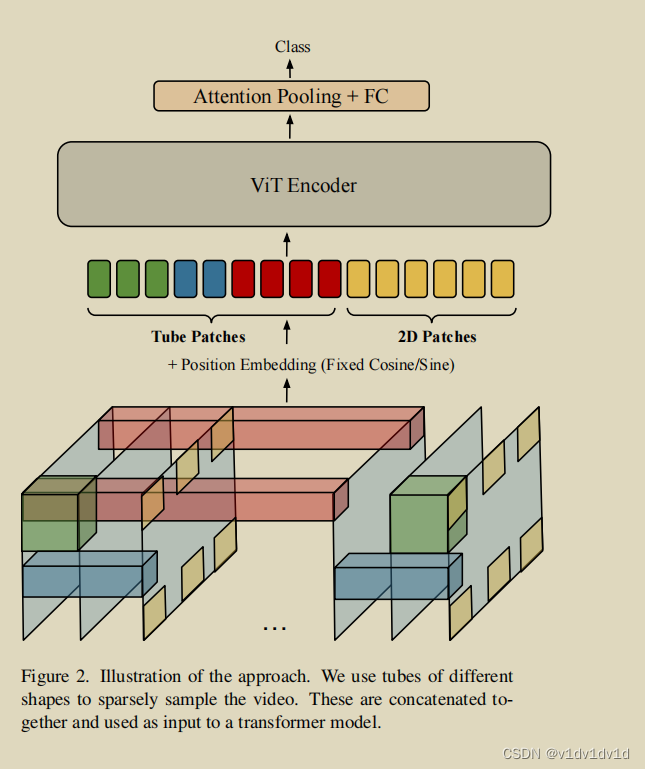 Class
Attention Pooling + FC
ViT Encoder
Tube Patches
2D Patches
+ Position Embedding (Fixed Cosine/Sine)
...
Figure 2. Illustration of the approach. We use tubes of different
shapes to sparsely sample the video. These are concatenated to-
gether and used as input to a transformer model.
CSDN @v1dv1dv1d